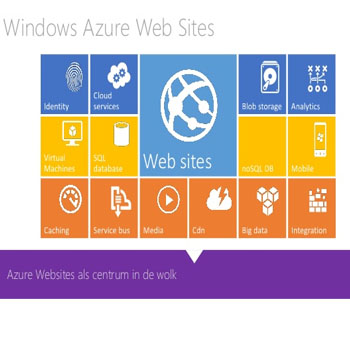 Windows Azure Web Sites
Identity
Cloud
services
Web sites
Blob storage
Analytics
Virtual
Machines
SQL
database
noSQL DB
Mobile
Caching
Service bus
Media
Cdn
Big data
Integration
Azure Websites als centrum in de wolk